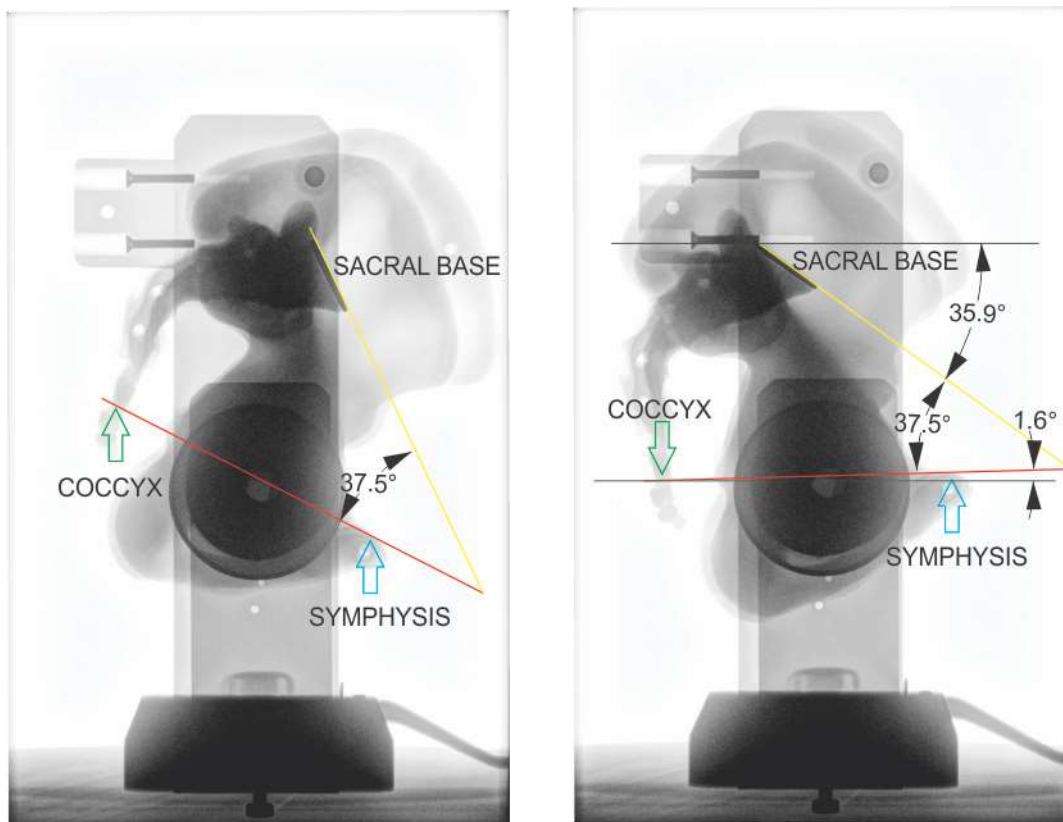 SACRAL BASE
37.5°
COCCYX
SYMPHYSIS
SACRAL BASE
35.9°
COCCYX
37.5°
1.6°
SYMPHYSIS